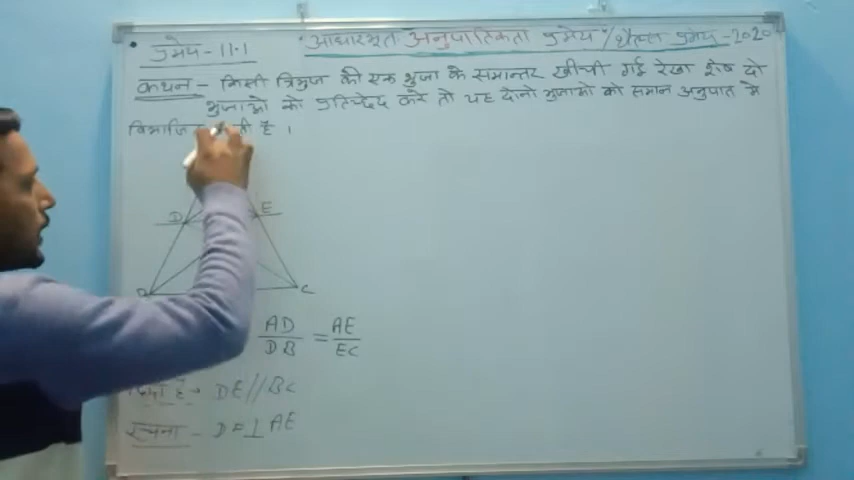 प्रमेय - 11.1 "आधारभूत अनुपातिकता प्रमेय / थेल्स प्रमेय - 2020
कथन - किसी त्रिभुज की एक भुजा के समान्तर खींची गई रेखा शेष दो
भुजाओं को प्रतिच्छेद करे तो यह दोनो भुजाओं को समान अनुपात में
है ।
D E
C
AD/DB = AE/EC
है → DE//BC
रचना - ⊥ AE